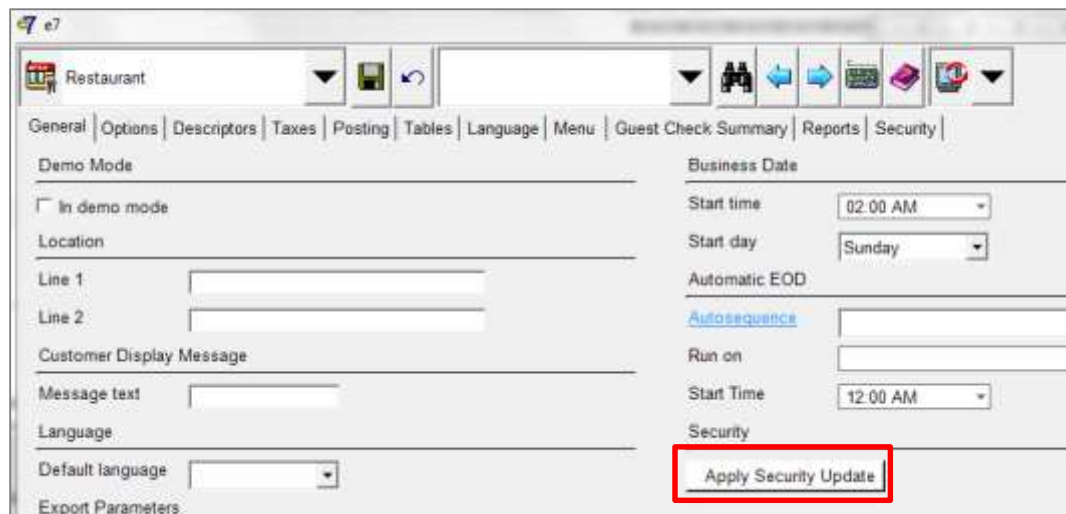 e7
Restaurant
General Options Descriptors Taxes Posting Tables Language Menu Guest Check Summary Reports Security
Demo Mode
In demo mode
Location
Line 1
Line 2
Customer Display Message
Message text
Language
Default language
Export Parameters
Business Date
Start time 02:00 AM
Start day Sunday
Automatic EOD
Autosequence
Run on
Start Time 12:00 AM
Security
Apply Security Update